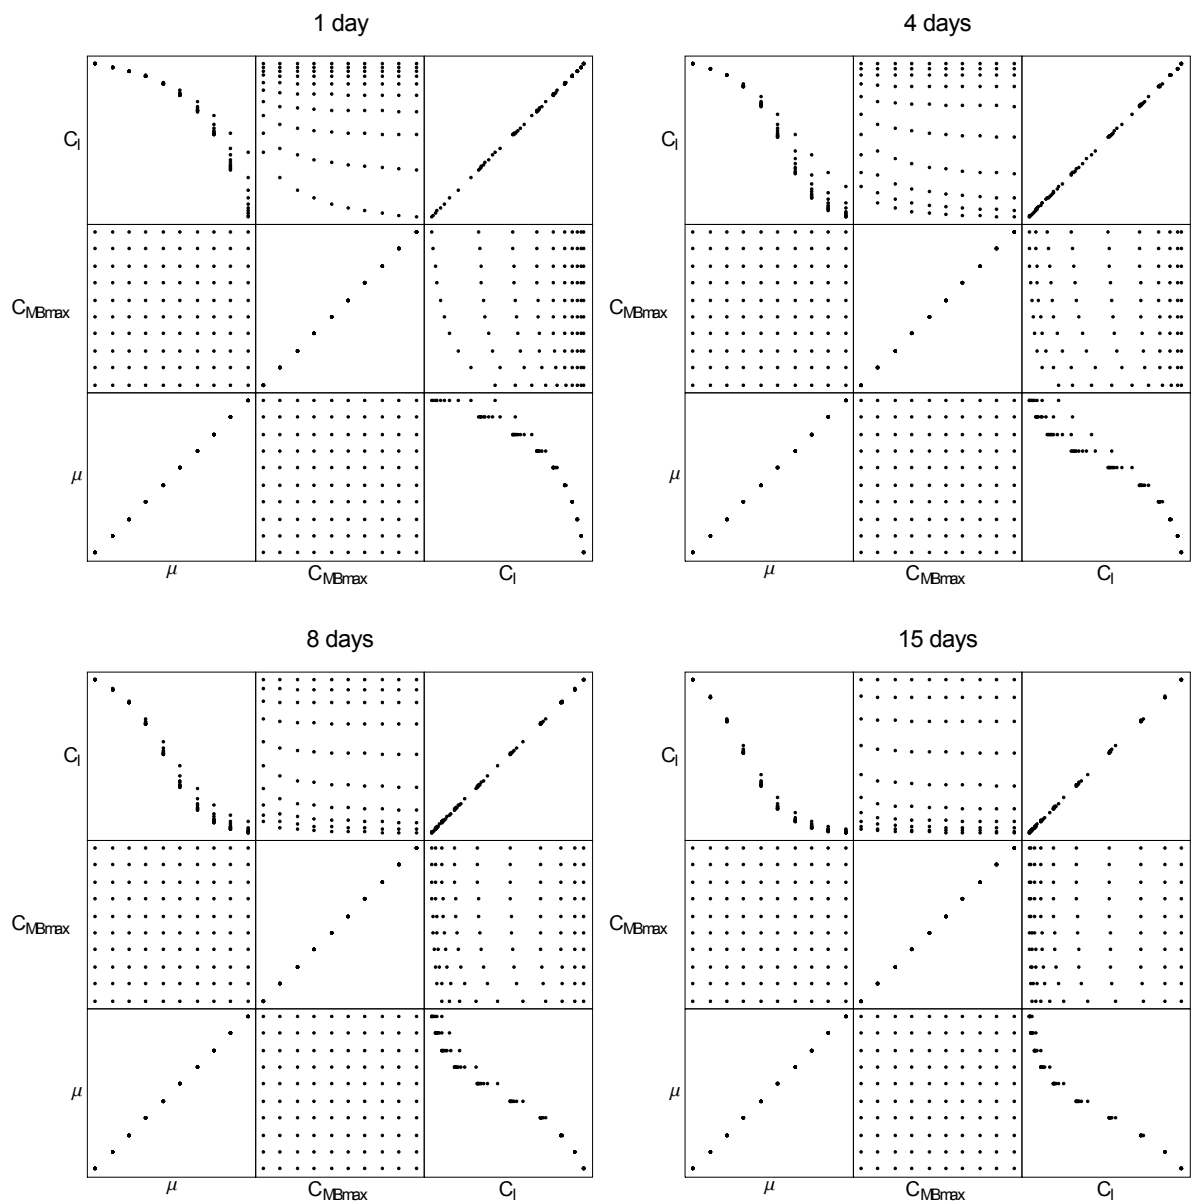 1 day
4 days
C_I
C_I
C_MBmax
C_MBmax
μ
μ
μ
C_MBmax
C_I
μ
C_MBmax
C_I
8 days
15 days
C_I
C_I
C_MBmax
C_MBmax
μ
μ
μ
C_MBmax
C_I
μ
C_MBmax
C_I